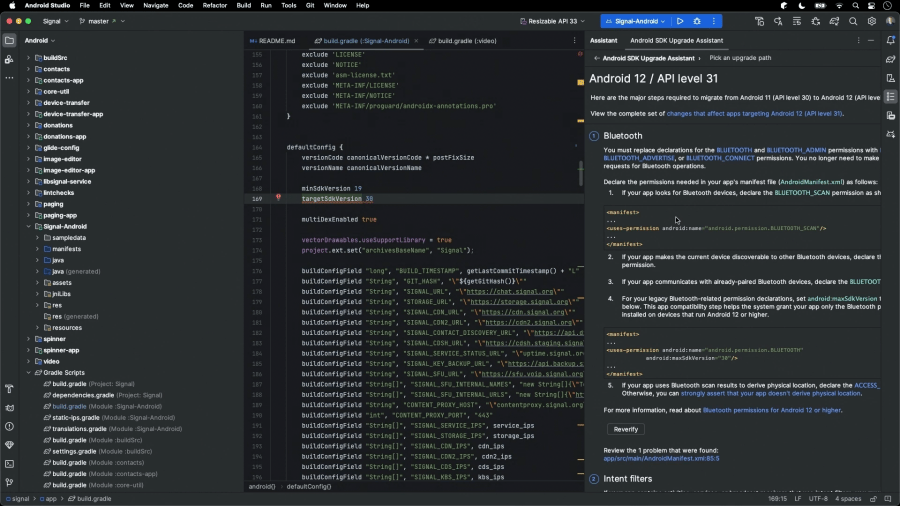 Android Studio File Edit View Navigate Code Refactor Build Run Tools Git Window Help
Signal master Resizable API 33 Signal-Android
Android
buildSrc
contacts
contacts-app
core-util
device-transfer
device-transfer-app
donations
donations-app
glide-config
image-editor
image-editor-app
libsignal-service
lintchecks
paging
paging-app
Signal-Android
sampledata
manifests
java
java (generated)
assets
jniLibs
res
res (generated)
resources
spinner
spinner-app
video
Gradle Scripts
build.gradle (Project: Signal)
dependencies.gradle (Project: Signal)
build.gradle (Module :Signal-Android)
static-ips.gradle (Module :Signal-Android)
translations.gradle (Module :Signal-Android)
build.gradle (Module :buildSrc)
settings.gradle (Module :buildSrc)
build.gradle (Module :contacts)
build.gradle (Module :contacts-app)
build.gradle (Module :core-util)
README.md build.gradle (:Signal-Android) build.gradle (:video)
195 exclude 'LICENSE'
156 exclude 'NOTICE'
157 exclude 'asm-license.txt'
158 exclude 'META-INF/LICENSE'
159 exclude 'META-INF/NOTICE'
160 exclude 'META-INF/proguard/androidx-annotations.pro'
161 }
162
163
164 defaultConfig {
165 versionCode canonicalVersionCode * postFixSize
166 versionName canonicalVersionName
167
168 minSdkVersion 19
169 targetSdkVersion 30
170
171 multiDexEnabled true
172
173 vectorDrawables.useSupportLibrary = true
174 project.ext.set("archivesBaseName", "Signal");
175
176 buildConfigField "long", "BUILD_TIMESTAMP", getLastCommitTimestamp() + "L"
177 buildConfigField "String", "GIT_HASH", "\"${getGitHash()}\""
178 buildConfigField "String", "SIGNAL_URL", "\"https://chat.signal.org\""
179 buildConfigField "String", "STORAGE_URL", "\"https://storage.signal.org\""
180 buildConfigField "String", "SIGNAL_CDN_URL", "\"https://cdn.signal.org\""
181 buildConfigField "String", "SIGNAL_CDN2_URL", "\"https://cdn2.signal.org\""
182 buildConfigField "String", "SIGNAL_CONTACT_DISCOVERY_URL", "\"https://api.d
183 buildConfigField "String", "SIGNAL_CDSH_URL", "\"https://cdsh.staging.signal
184 buildConfigField "String", "SIGNAL_SERVICE_STATUS_URL", "\"uptime.signal.or
185 buildConfigField "String", "SIGNAL_KEY_BACKUP_URL", "\"https://api.backup.s
186 buildConfigField "String", "SIGNAL_SFU_URL", "\"https://sfu.voip.signal.org
187 buildConfigField "String[]", "SIGNAL_SFU_INTERNAL_NAMES", "new String[]{\"T
188 buildConfigField "String[]", "SIGNAL_SFU_INTERNAL_URLS", "new String[]{\"ht
189 buildConfigField "String", "CONTENT_PROXY_HOST", "\"contentproxy.signal.org
190 buildConfigField "int", "CONTENT_PROXY_PORT", "443"
191 buildConfigField "String[]", "SIGNAL_SERVICE_IPS", service_ips
192 buildConfigField "String[]", "SIGNAL_STORAGE_IPS", storage_ips
193 buildConfigField "String[]", "SIGNAL_CDN_IPS", cdn_ips
194 buildConfigField "String[]", "SIGNAL_CDN2_IPS", cdn2_ips
195 buildConfigField "String[]", "SIGNAL_CDS_IPS", cds_ips
196 buildConfigField "String[]", "SIGNAL_KBS_IPS", kbs_ips
android{} defaultConfig{}
Assistant Android SDK Upgrade Assistant
Android SDK Upgrade Assistant Pick an upgrade path
Android 12 / API level 31
Here are the major steps required to migrate from Android 11 (API level 30) to Android 12 (API level
View the complete set of changes that affect apps targeting Android 12 (API level 31).
1 Bluetooth
You must replace declarations for the BLUETOOTH and BLUETOOTH_ADMIN permissions with
BLUETOOTH_ADVERTISE, or BLUETOOTH_CONNECT permissions. You no longer need to make
requests for Bluetooth operations.
Declare the permissions needed in your app's manifest file (AndroidManifest.xml) as follows:
1. If your app looks for Bluetooth devices, declare the BLUETOOTH_SCAN permission as sh
<manifest>
...
<uses-permission android:name="android.permission.BLUETOOTH_SCAN"/>
...
</manifest>
2. If your app makes the current device discoverable to other Bluetooth devices, declare th
permission.
3. If your app communicates with already-paired Bluetooth devices, declare the BLUETOOTH
4. For your legacy Bluetooth-related permission declarations, set android:maxSdkVersion t
below. This app compatibility step helps the system grant your app only the Bluetooth p
installed on devices that run Android 12 or higher.
<manifest>
...
<uses-permission android:name="android.permission.BLUETOOTH"
android:maxSdkVersion="30"/>
...
</manifest>
5. If your app uses Bluetooth scan results to derive physical location, declare the ACCESS_
Otherwise, you can strongly assert that your app doesn't derive physical location.
For more information, read about Bluetooth permissions for Android 12 or higher.
Reverify
Review the 1 problem that were found:
app/src/main/AndroidManifest.xml:85:5
2 Intent filters
signal app build.gradle 169:15 LF UTF-8 4 spaces